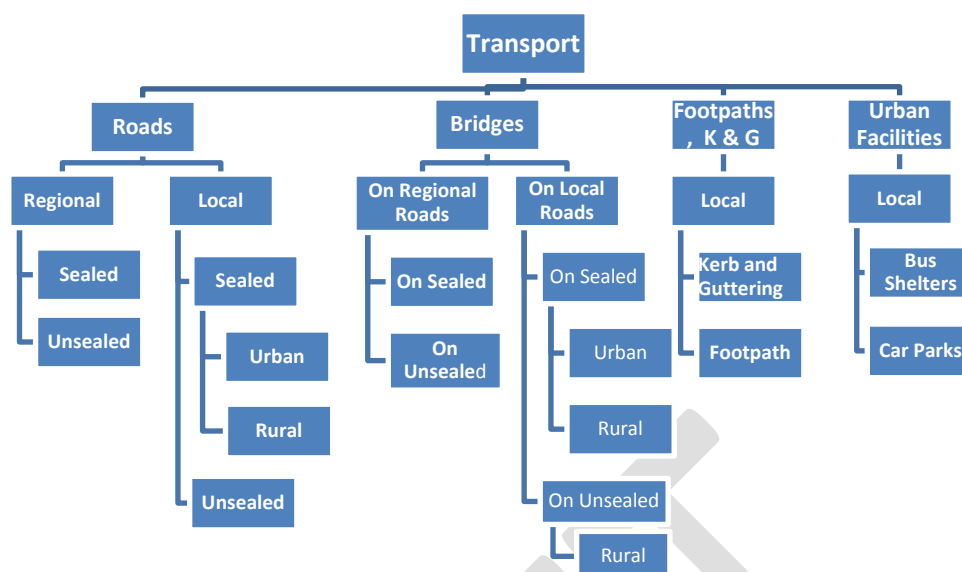 Transport
Roads
Bridges
Footpaths
, K & G
Urban
Facilities
Regional
Local
On Regional
Roads
On Local
Roads
Local
Local
Sealed
Unsealed
Sealed
Urban
Rural
Unsealed
On Sealed
On
Unsealed
On Sealed
Urban
Rural
On Unsealed
Rural
Kerb and
Guttering
Footpath
Bus
Shelters
Car Parks